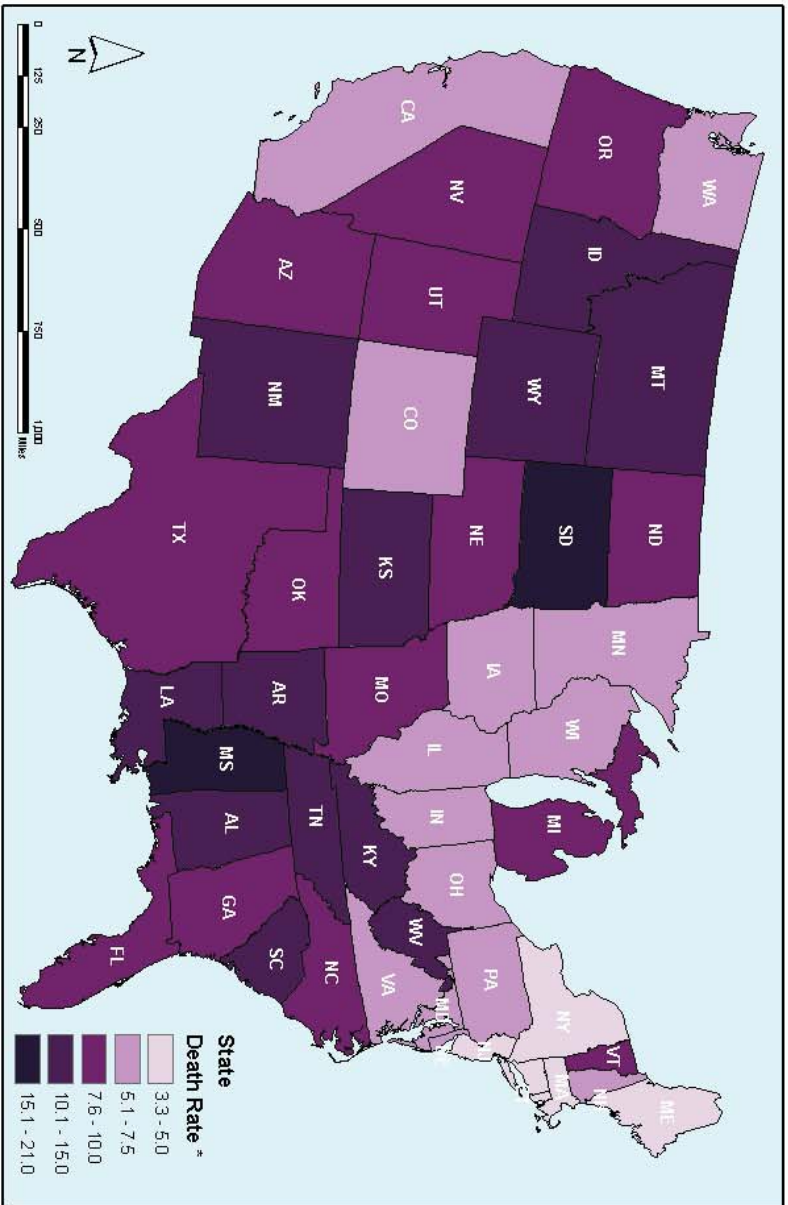 WA
OR
CA
NV
ID
MT
WY
UT
AZ
CO
NM
ND
SD
NE
KS
OK
TX
MN
IA
MO
AR
LA
WI
IL
MI
IN
OH
KY
TN
MS
AL
GA
FL
SC
NC
VA
WV
PA
NY
VT
ME
MA
N
0 125 250 500 750 1,000
Miles
State
Death Rate *
3.3 - 5.0
5.1 - 7.5
7.6 - 10.0
10.1 - 15.0
15.1 - 21.0